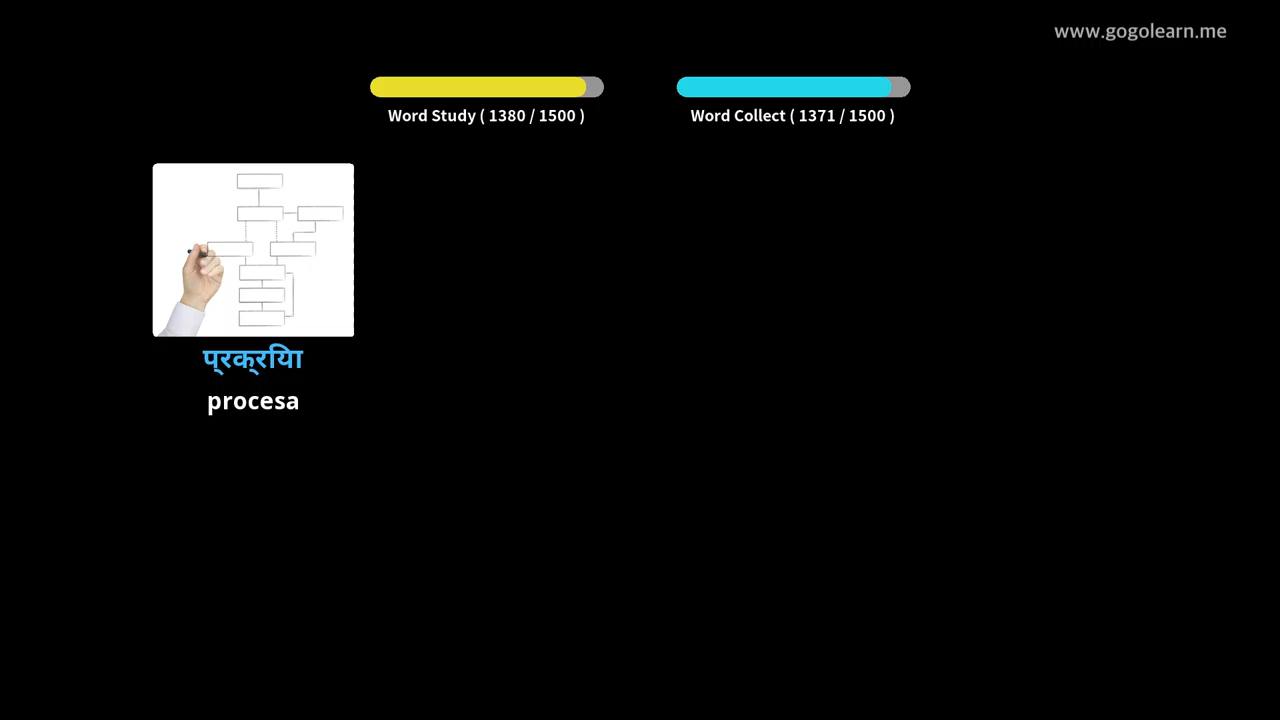 www.gogolearn.me
Word Study ( 1380 / 1500 )
Word Collect ( 1371 / 1500 )
प्रक्रिया
procesa